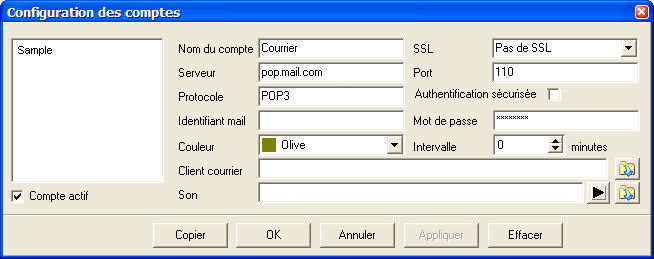 Configuration des comptes
Sample
Nom du compte Courrier SSL Pas de SSL
Serveur pop.mail.com Port 110
Protocole POP3 Authentification sécurisée
Identifiant mail Mot de passe ********
Couleur Olive Intervalle 0 minutes
Client courrier
Compte actif Son
Copier OK Annuler Appliquer Effacer